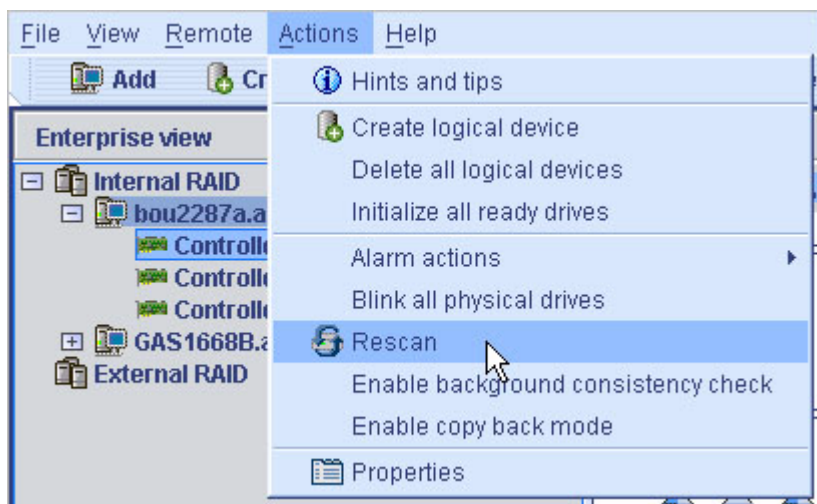 File View Remote Actions Help
Add
Hints and tips
Create logical device
Enterprise view
Delete all logical devices
Internal RAID
Initialize all ready drives
Alarm actions
Blink all physical drives
Rescan
External RAID
Enable background consistency check
Enable copy back mode
Properties